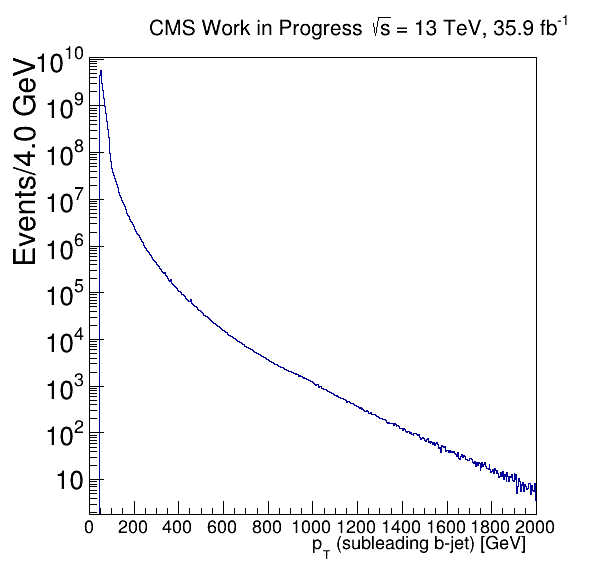 CMS Work in Progress √s = 13 TeV, 35.9 fb⁻¹
Events/4.0 GeV
10¹⁰
10⁹
10⁸
10⁷
10⁶
10⁵
10⁴
10³
10²
10
0 200 400 600 800 1000 1200 1400 1600 1800 2000
p_T (subleading b-jet) [GeV]